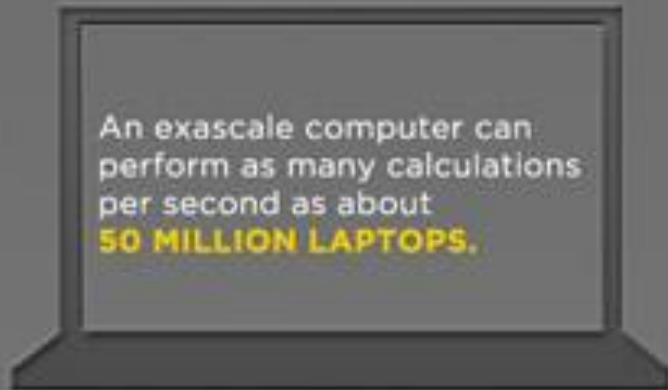 An exascale computer can
perform as many calculations
per second as about
50 MILLION LAPTOPS.